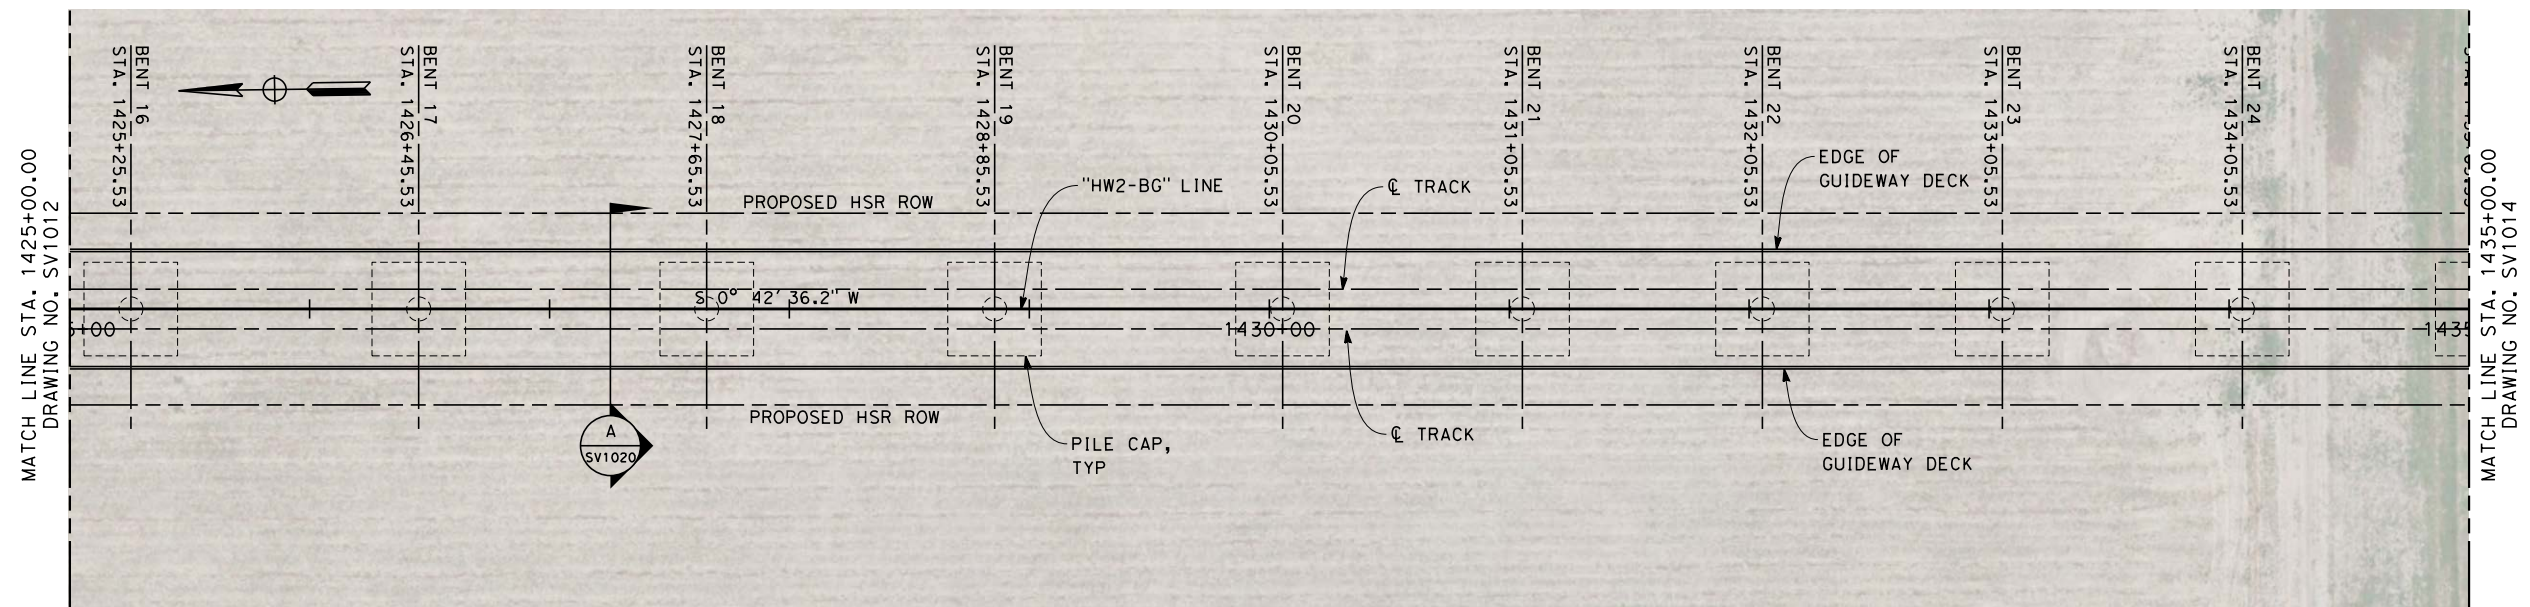 MATCH LINE STA. 1425+00.00
DRAWING NO. SV1012
BENT 16
STA. 1425+25.53
BENT 17
STA. 1426+45.53
BENT 18
STA. 1427+65.53
BENT 19
STA. 1428+85.53
BENT 20
STA. 1430+05.53
BENT 21
STA. 1431+05.53
BENT 22
STA. 1432+05.53
BENT 23
STA. 1433+05.53
BENT 24
STA. 1434+05.53
PROPOSED HSR ROW
"HW2-BG" LINE
℄ TRACK
EDGE OF
GUIDEWAY DECK
S 0° 42' 36.2" W
+00
1430+00
1435
PROPOSED HSR ROW
A
SV1020
PILE CAP,
TYP
℄ TRACK
EDGE OF
GUIDEWAY DECK
MATCH LINE STA. 1435+00.00
DRAWING NO. SV1014